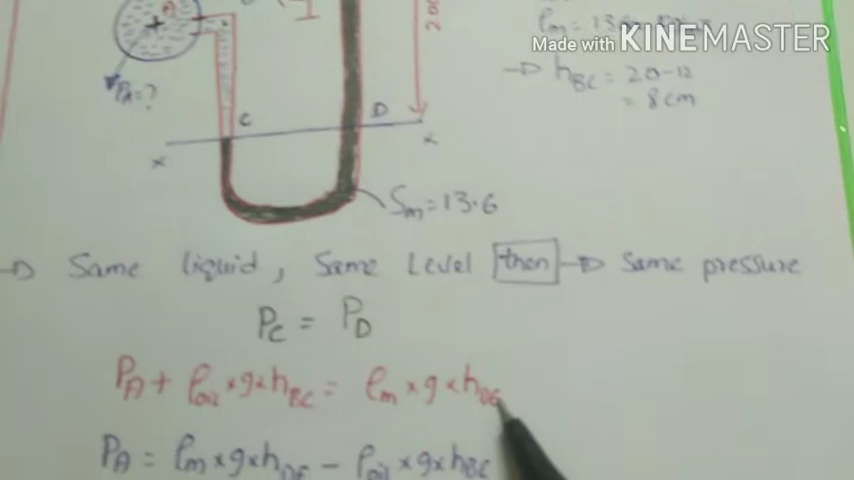 Made with KINEMASTER
A
PA = ?
→ hBC = 20-12
= 8cm
C
D
x
x
Sm = 13.6
→ Same liquid, Same Level then → Same pressure
PC = PD
PA + ρoil × g × hBC = ρm × g × hDE
PA = ρm × g × hDE - ρoil × g × hBC